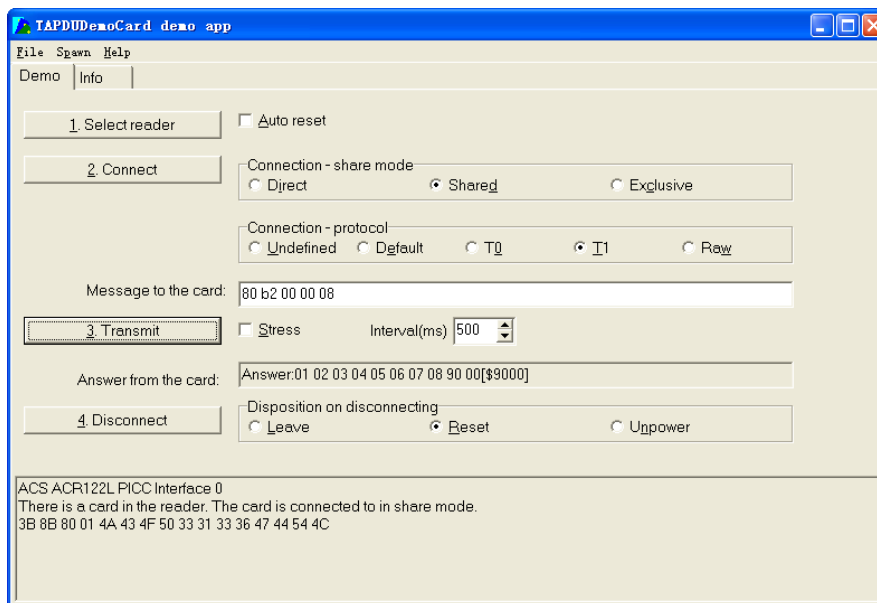 TAPDUDemoCard demo app
File Spawn Help
Demo Info
1. Select reader Auto reset
2. Connect Connection - share mode
Direct Shared Exclusive
Connection - protocol
Undefined Default T0 T1 Raw
Message to the card: 80 b2 00 00 08
3. Transmit Stress Interval(ms) 500
Answer from the card: Answer:01 02 03 04 05 06 07 08 90 00[$9000]
4. Disconnect Disposition on disconnecting
Leave Reset Unpower
ACS ACR122L PICC Interface 0
There is a card in the reader. The card is connected to in share mode.
3B 8B 80 01 4A 43 4F 50 33 31 33 36 47 44 54 4C